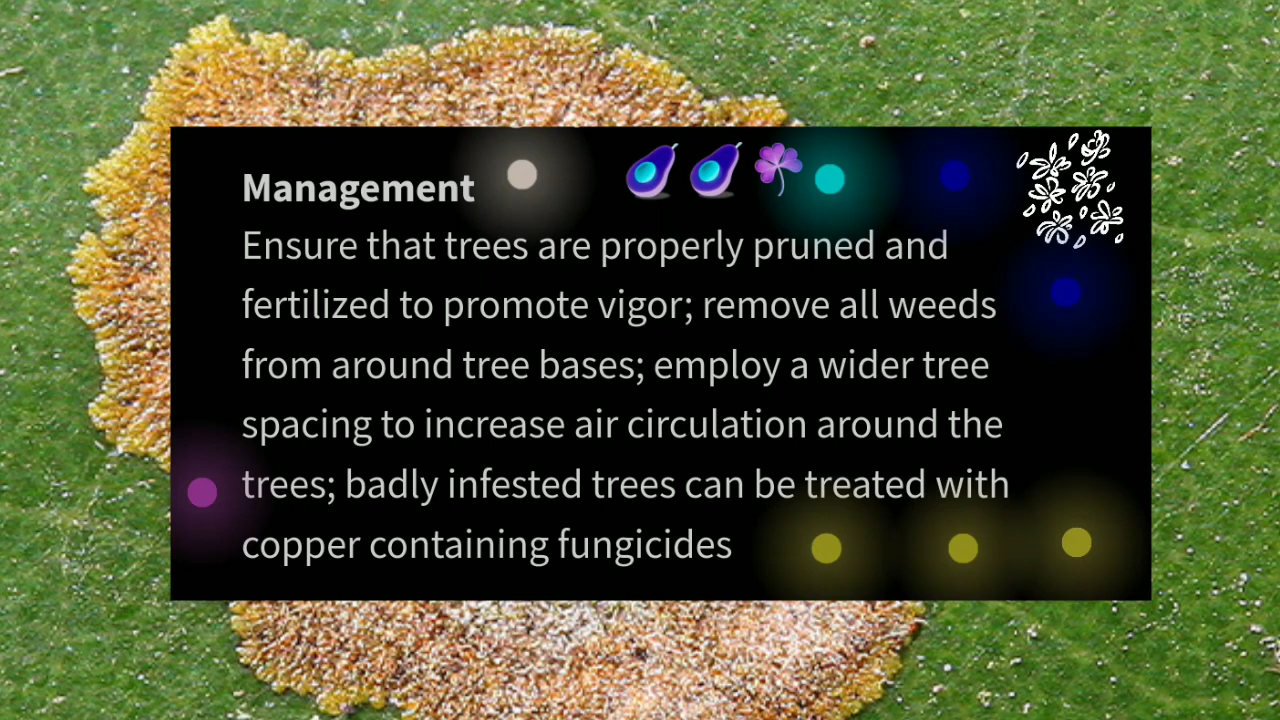 Management
Ensure that trees are properly pruned and
fertilized to promote vigor; remove all weeds
from around tree bases; employ a wider tree
spacing to increase air circulation around the
trees; badly infested trees can be treated with
copper containing fungicides